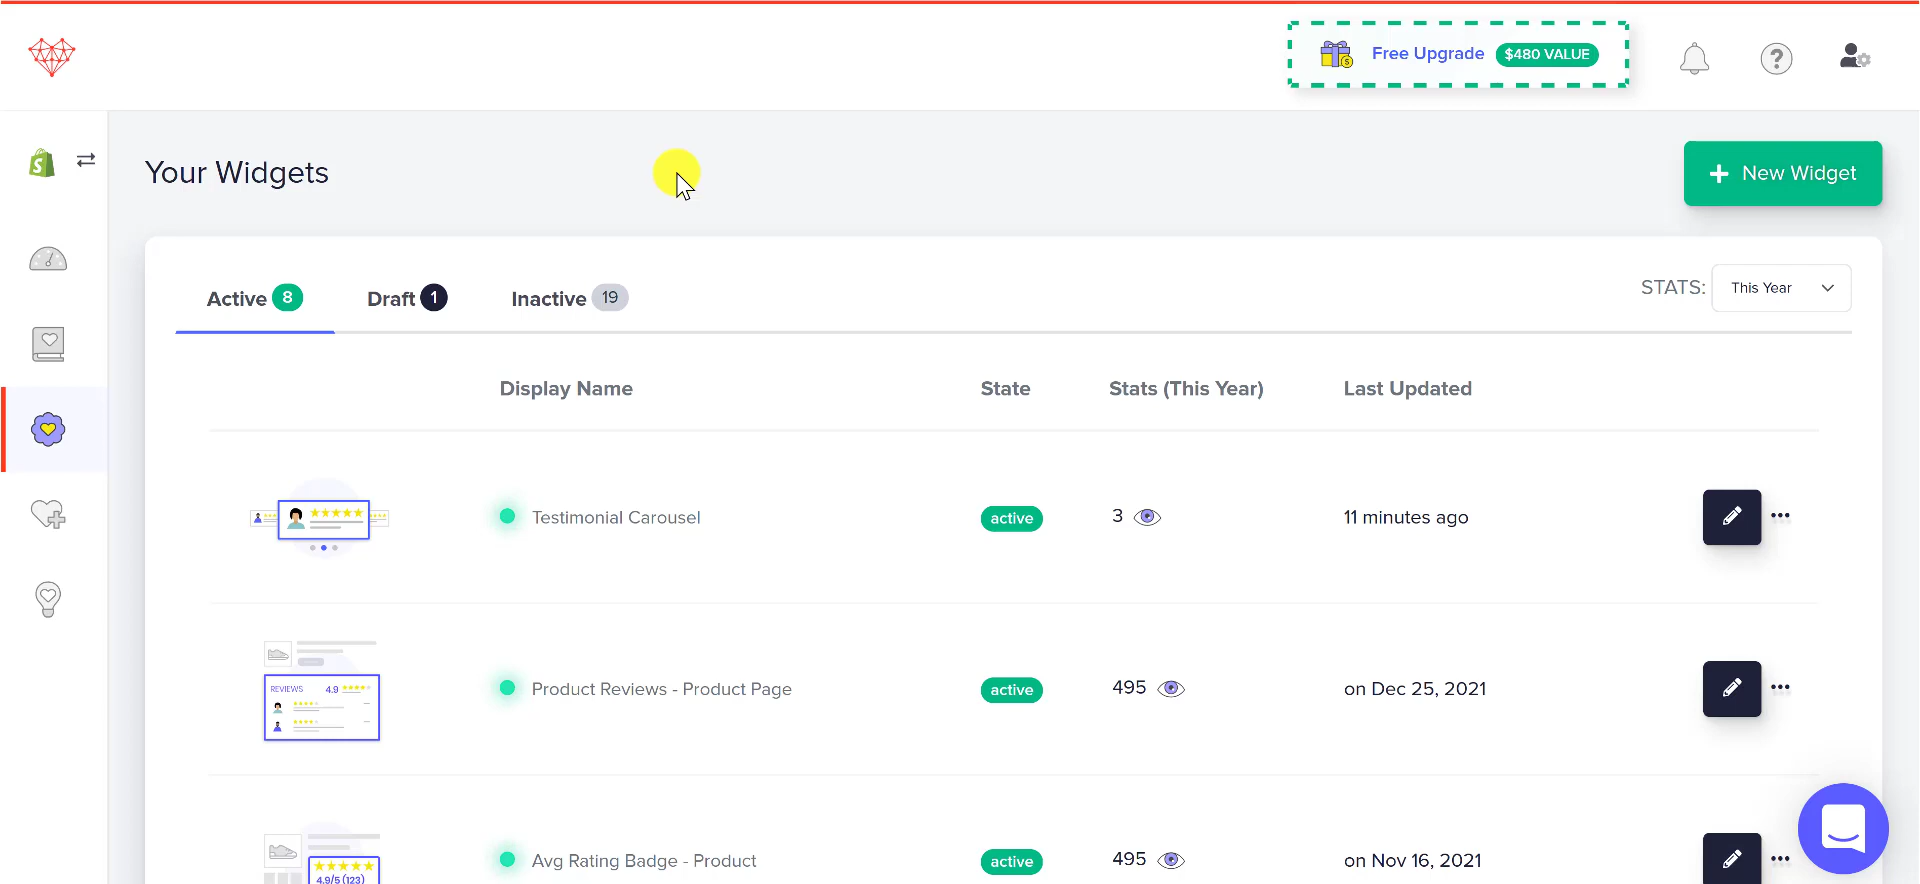 Free Upgrade $480 VALUE
?
Your Widgets
+ New Widget
Active 8 Draft 1 Inactive 19
STATS: This Year
Display Name State Stats (This Year) Last Updated
Testimonial Carousel active 3 11 minutes ago
REVIEWS 4.9
Product Reviews - Product Page active 495 on Dec 25, 2021
Avg Rating Badge - Product active 495 on Nov 16, 2021
4.9/5 (123)